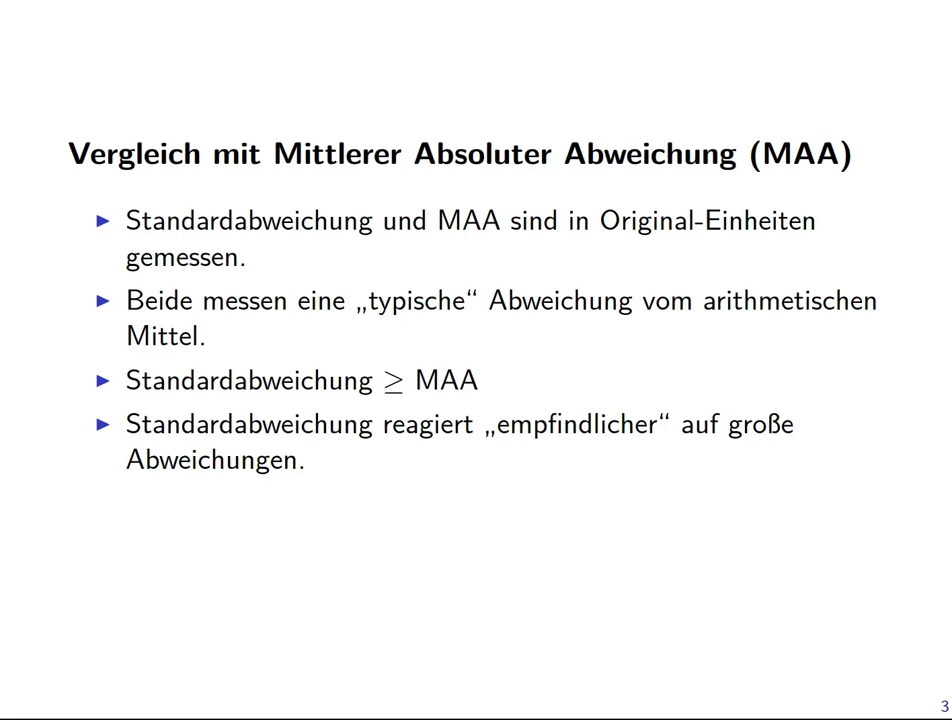 Vergleich mit Mittlerer Absoluter Abweichung (MAA)
▶ Standardabweichung und MAA sind in Original-Einheiten
gemessen.
▶ Beide messen eine „typische“ Abweichung vom arithmetischen
Mittel.
▶ Standardabweichung ≥ MAA
▶ Standardabweichung reagiert „empfindlicher“ auf große
Abweichungen.
3